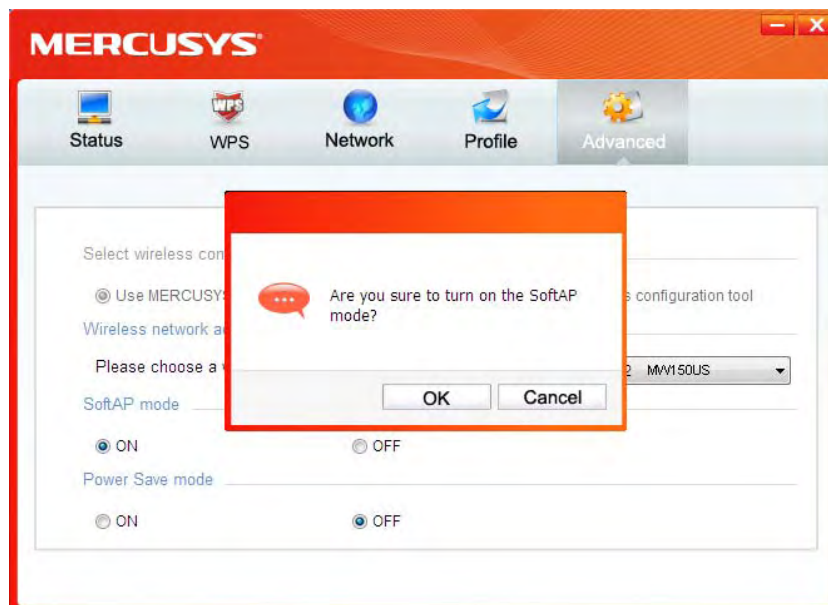 MERCUSYS
WPS
Status
WPS
Network
Profile
Advanced
Select wireless con
Use MERCUSY
s configuration tool
Are you sure to turn on the SoftAP
mode?
Wireless network a
Please choose a
2 MW150US
OK
Cancel
SoftAP mode
ON
OFF
Power Save mode
ON
OFF